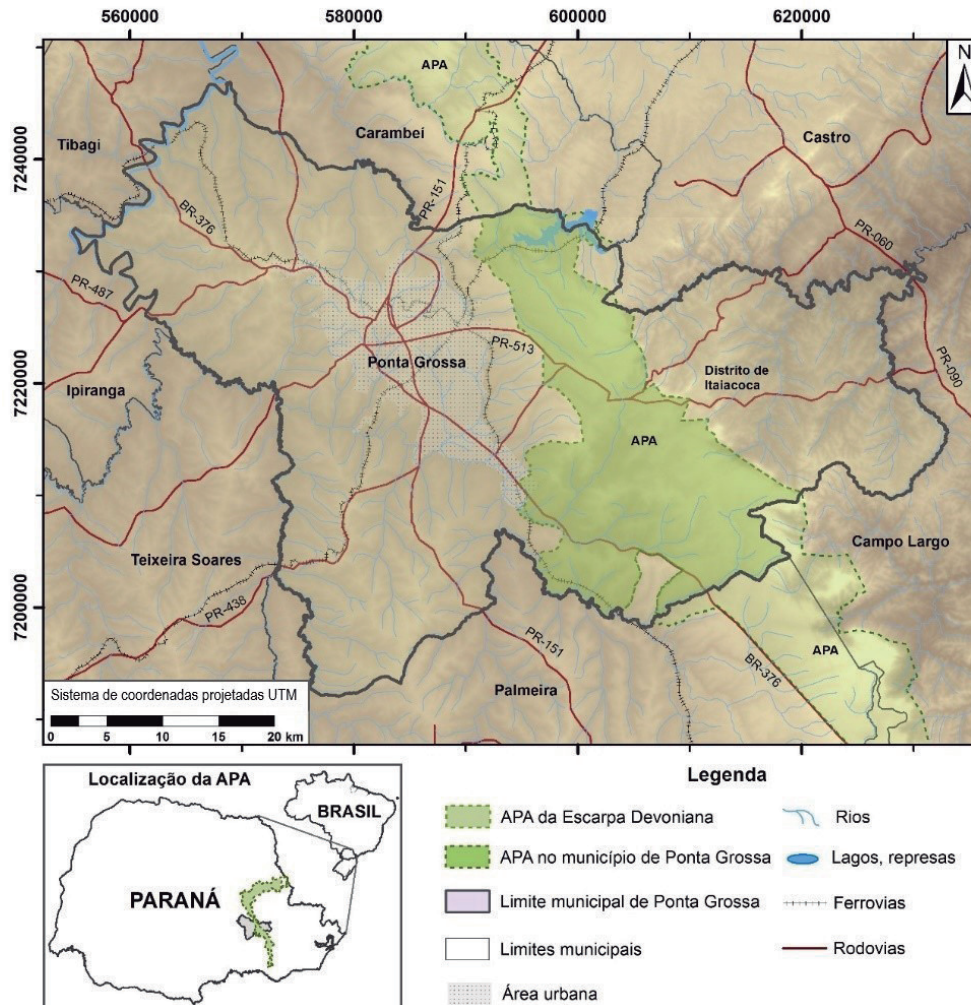 560000
580000
600000
620000
N
7240000
7220000
7200000
APA
Tibagi
Carambeí
Castro
PR-151
BR-376
PR-060
PR-487
PR-513
Ponta Grossa
Distrito de
Itaiacoca
PR-090
Ipiranga
APA
Teixeira Soares
Campo Largo
PR-438
PR-151
APA
BR-376
Palmeira
Sistema de coordenadas projetadas UTM
0 5 10 15 20 km
560000
580000
600000
620000
Localização da APA
BRASIL
PARANÁ
Legenda
APA da Escarpa Devoniana
APA no município de Ponta Grossa
Limite municipal de Ponta Grossa
Limites municipais
Área urbana
Rios
Lagos, represas
Ferrovias
Rodovias